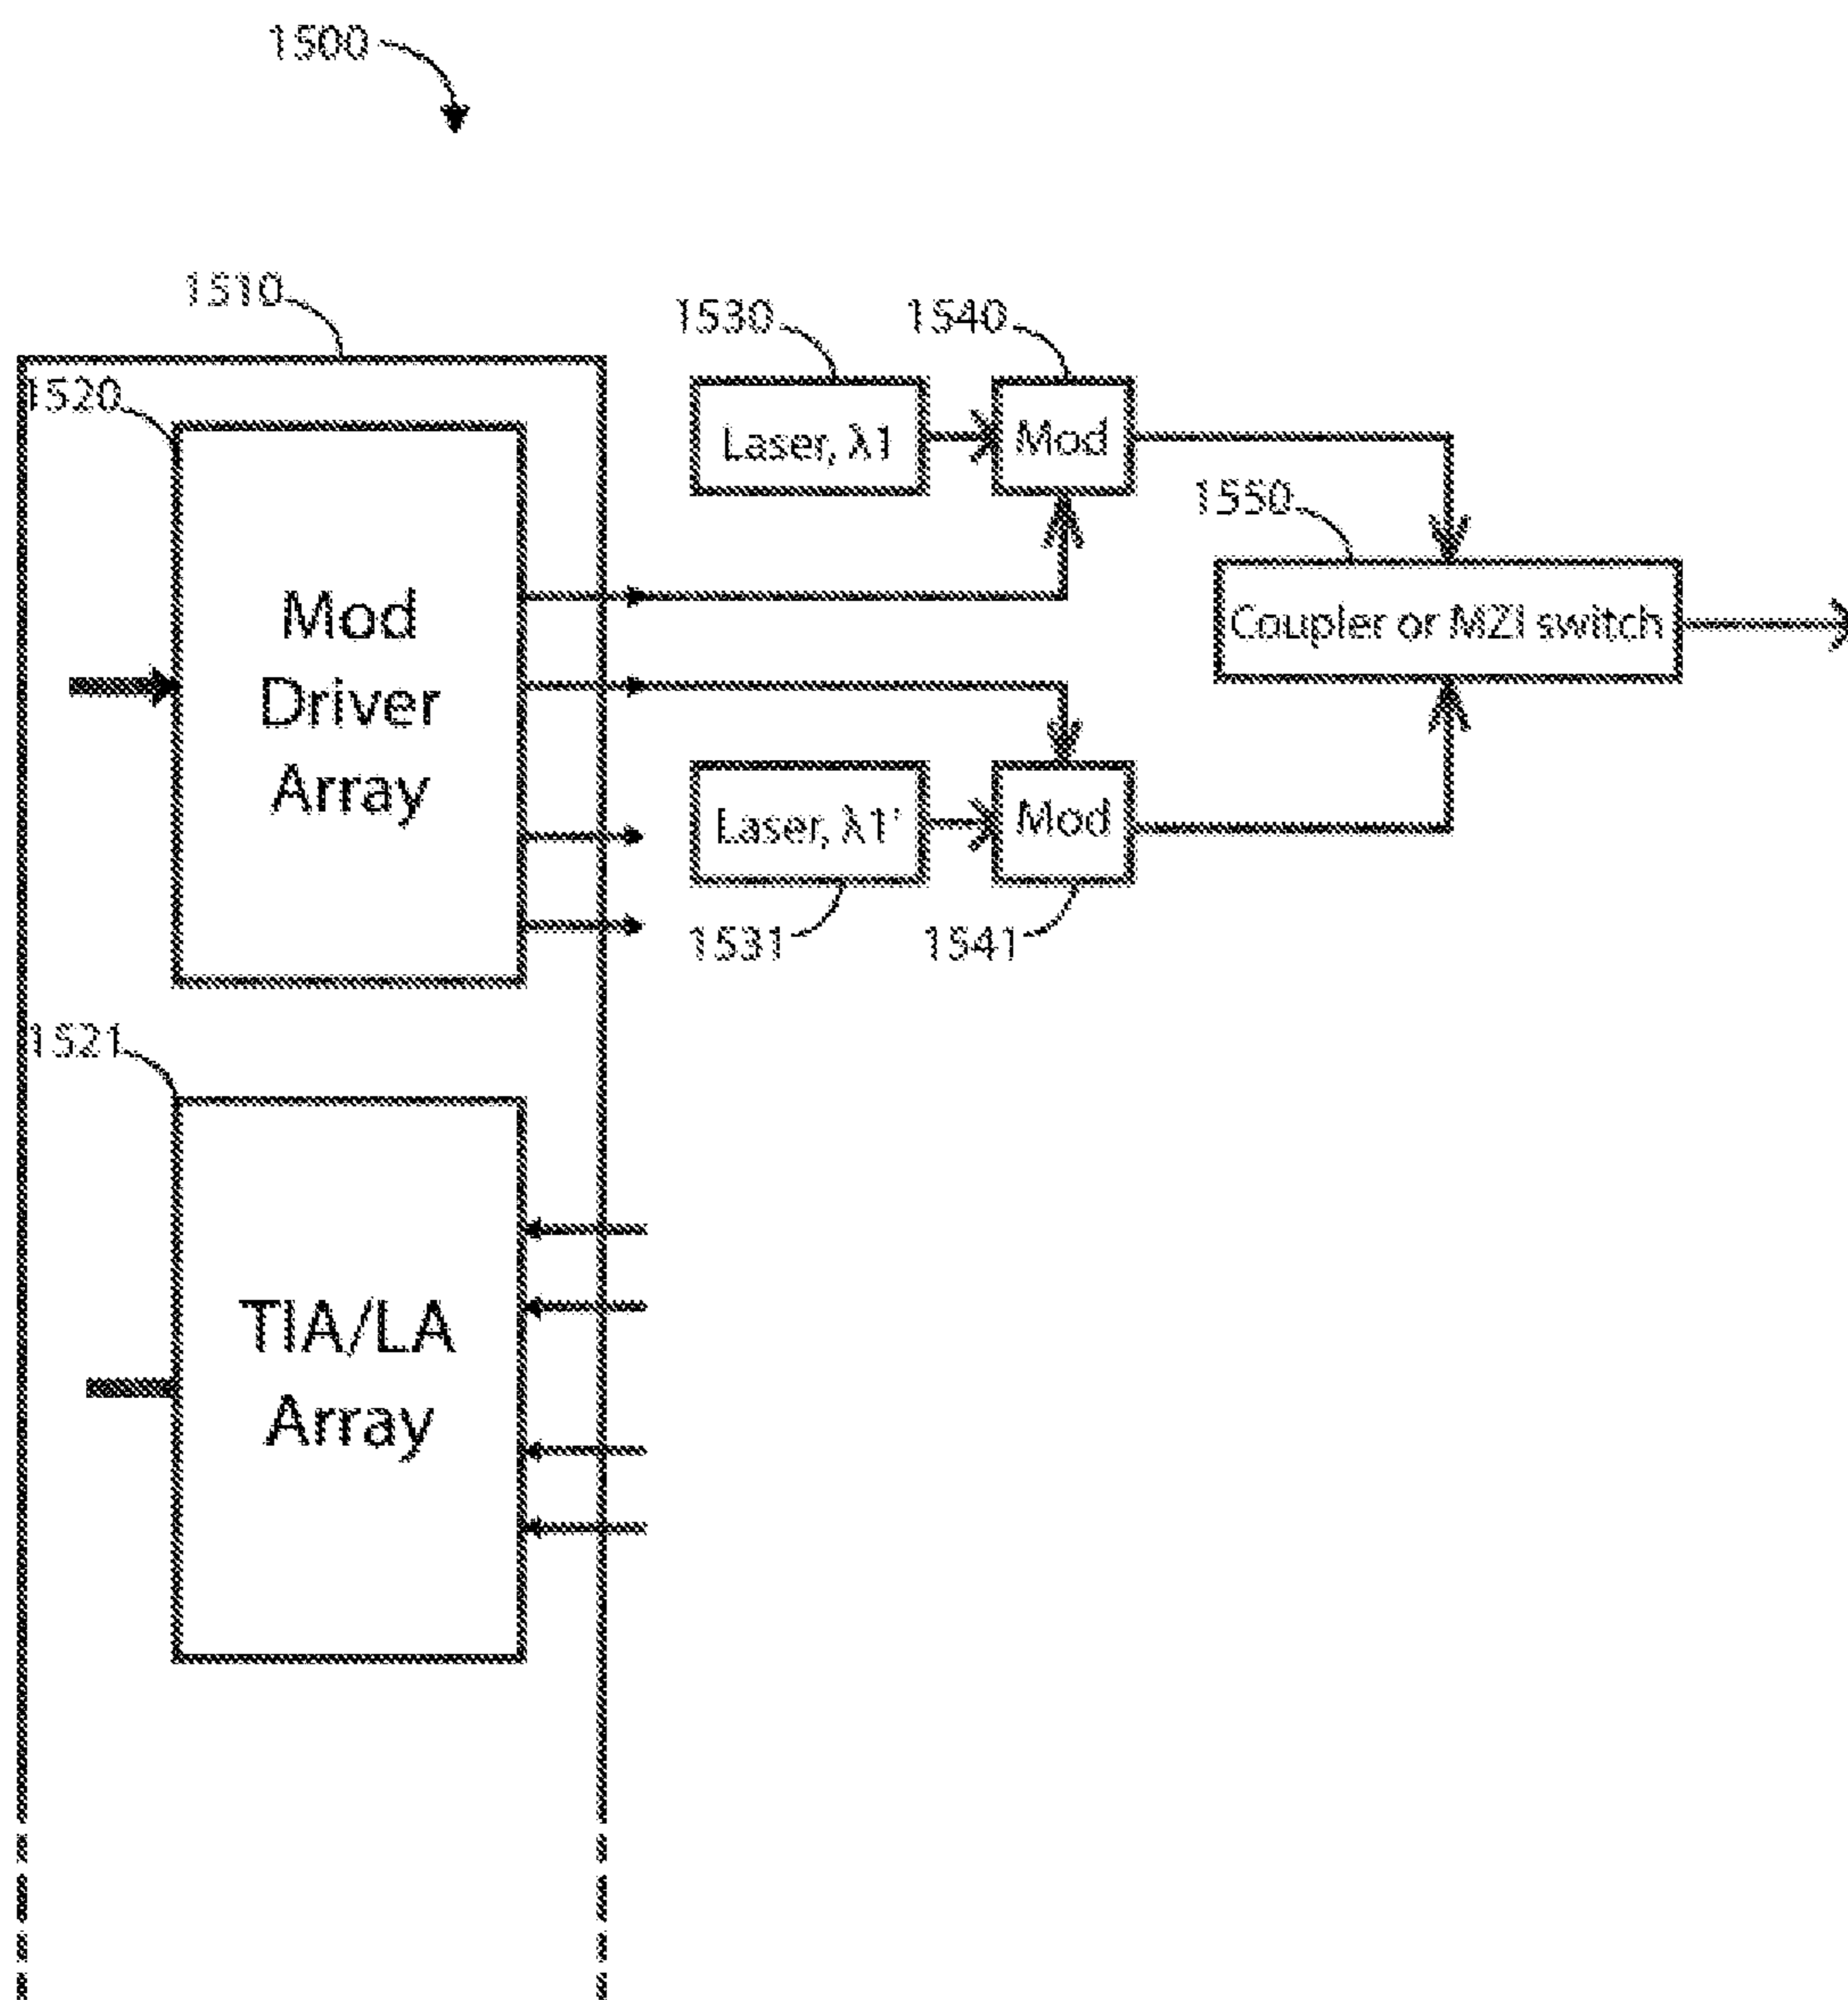 1500
1510
1530
1540
1520
Laser, λ1
Mod
1550
Mod
Driver
Array
Coupler or MZI switch
Laser, λ1'
Mod
1531
1541
1521
TIA/LA
Array